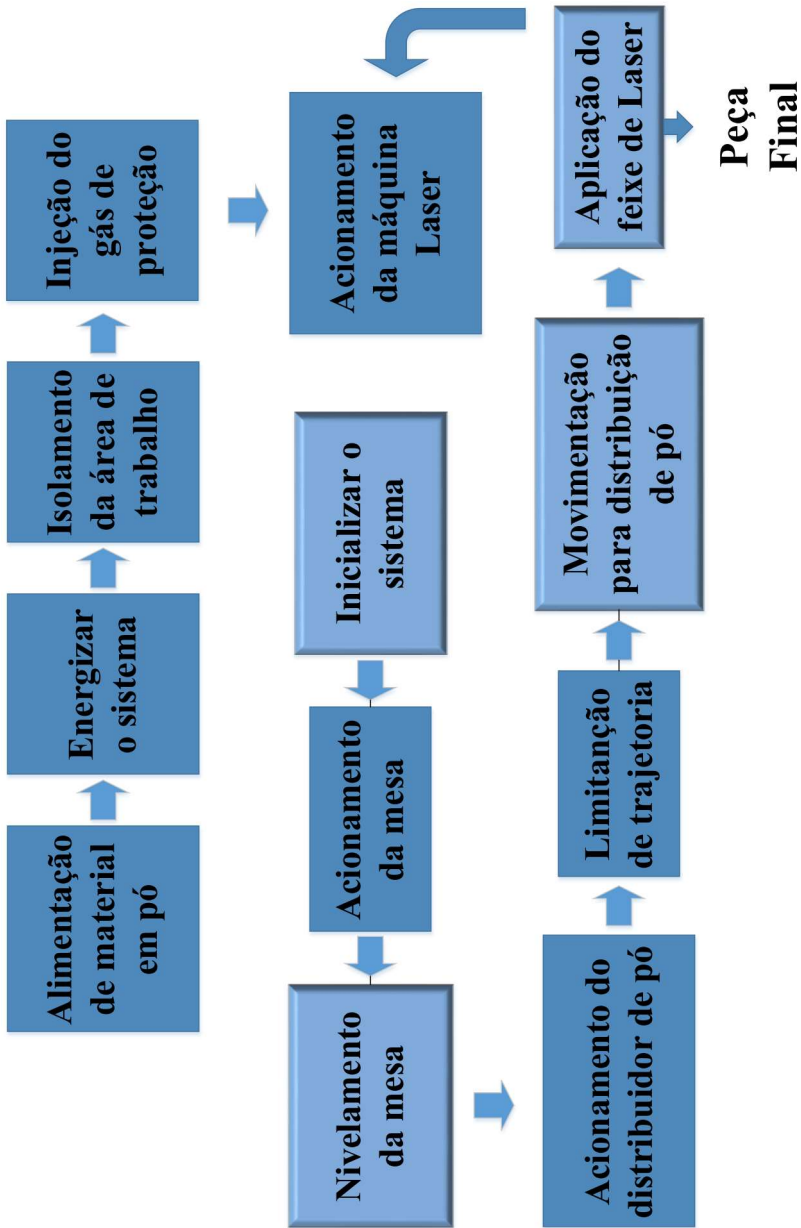 Alimentação
de material
em pó
Energizar
o sistema
Isolamento
da área de
trabalho
Injeção do
gás de
proteção
Acionamento
da máquina
Laser
Inicializar o
sistema
Acionamento
da mesa
Nivelamento
da mesa
Acionamento do
distribuidor de pó
Limitanção
de trajetoria
Movimentação
para distribuição
de pó
Aplicação do
feixe de Laser
Peça
Final